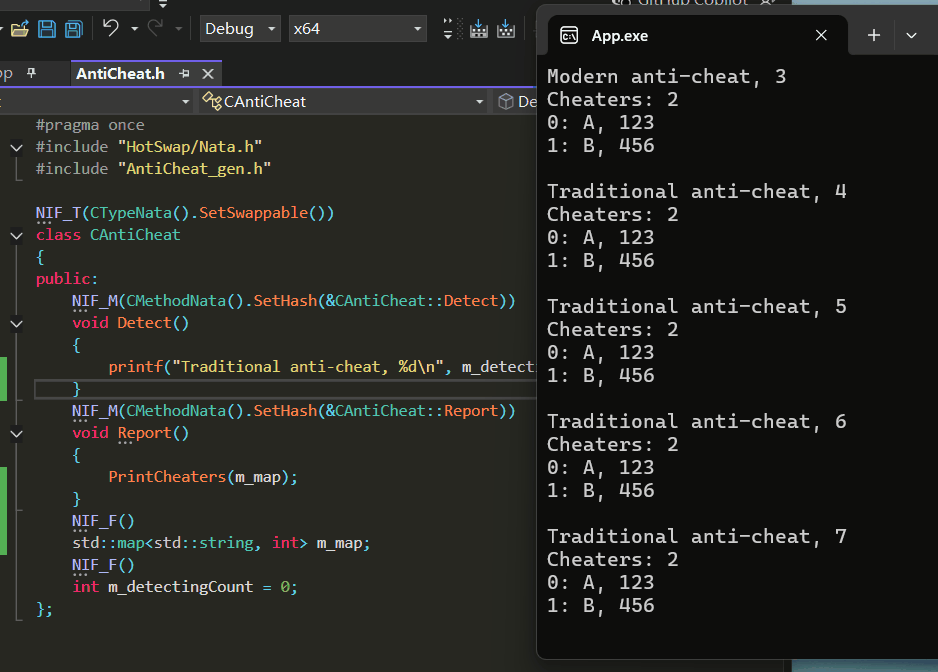 GitHub Copilot
Debug
x64
App.exe
AntiCheat.h
CAntiCheat
De
#pragma once
#include "HotSwap/Nata.h"
#include "AntiCheat_gen.h"
NIF_T(CTypeNata().SetSwappable())
class CAntiCheat
{
public:
NIF_M(CMethodNata().SetHash(&CAntiCheat::Detect))
void Detect()
{
printf("Traditional anti-cheat, %d\n", m_detecti
}
NIF_M(CMethodNata().SetHash(&CAntiCheat::Report))
void Report()
{
PrintCheaters(m_map);
}
NIF_F()
std::map<std::string, int> m_map;
NIF_F()
int m_detectingCount = 0;
};
Modern anti-cheat, 3
Cheaters: 2
0: A, 123
1: B, 456
Traditional anti-cheat, 4
Cheaters: 2
0: A, 123
1: B, 456
Traditional anti-cheat, 5
Cheaters: 2
0: A, 123
1: B, 456
Traditional anti-cheat, 6
Cheaters: 2
0: A, 123
1: B, 456
Traditional anti-cheat, 7
Cheaters: 2
0: A, 123
1: B, 456